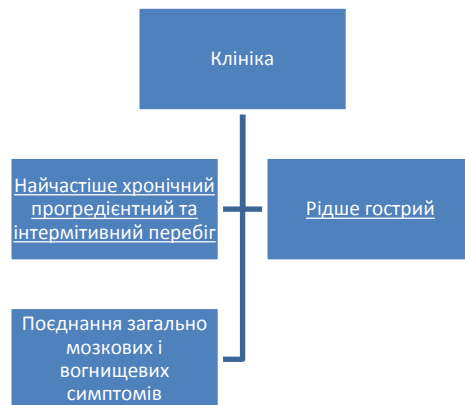 Клініка
Найчастіше хронічний
прогредієнтний та
інтермітивний перебіг
Рідше гострий
Поєднання загально
мозкових і
вогнищевих
симптомів